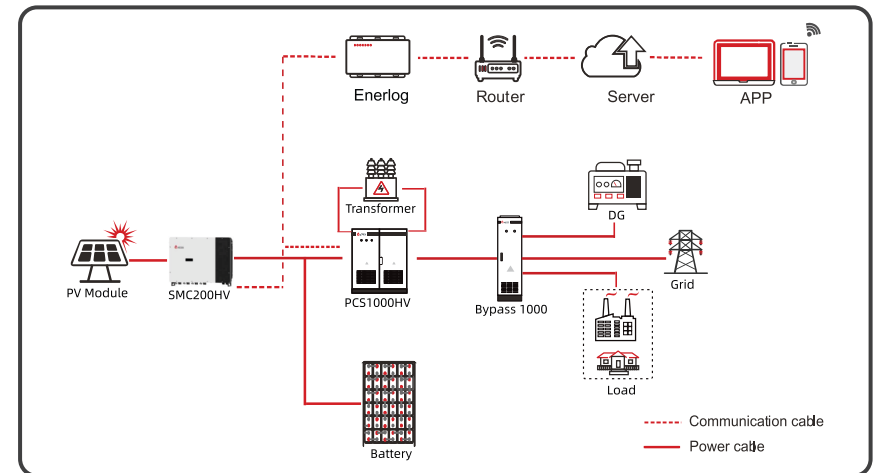 Enerlog
Router
Server
APP
Transformer
DG
PV Module
SMC200HV
PCS1000HV
Bypass 1000
Grid
Load
Battery
Communication cable
Power cable